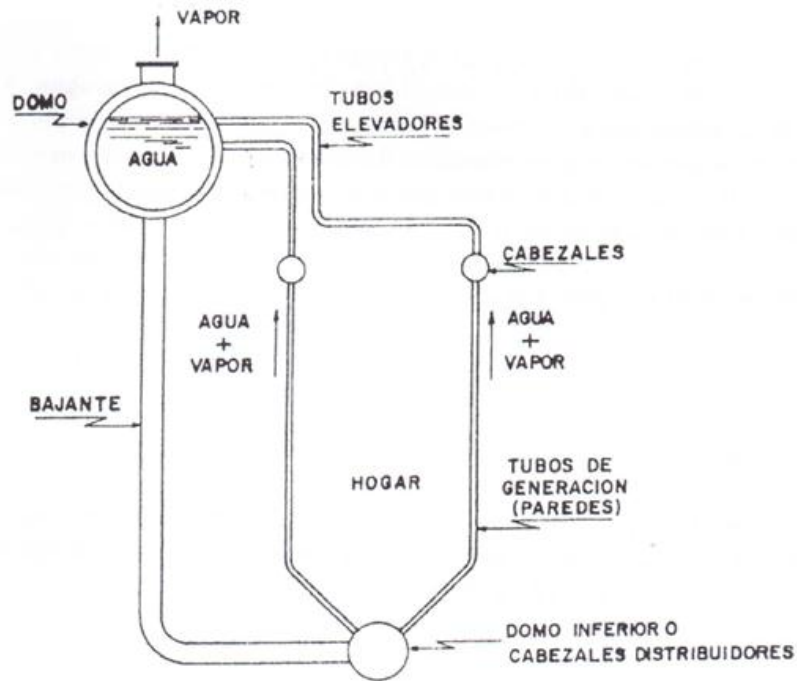 VAPOR
DOMO
AGUA
TUBOS
ELEVADORES
CABEZALES
AGUA
+
VAPOR
AGUA
+
VAPOR
BAJANTE
HOGAR
TUBOS DE
GENERACION
(PAREDES)
DOMO INFERIOR O
CABEZALES DISTRIBUIDORES